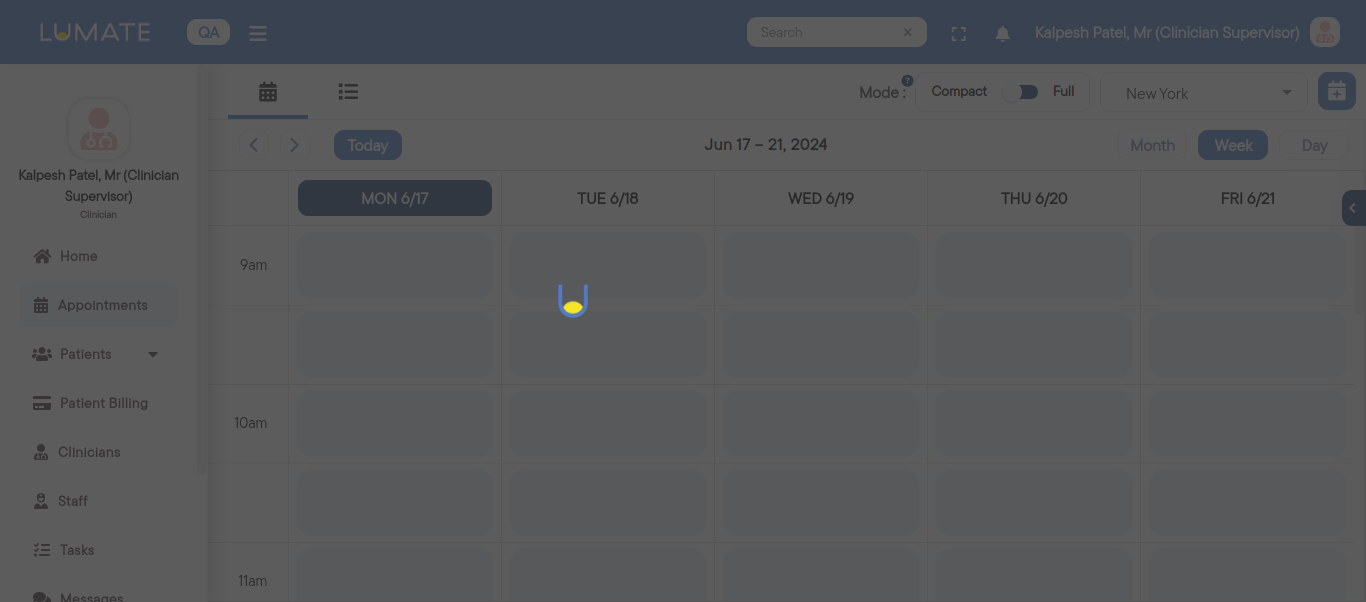 LUMATE
QA
Search
Kalpesh Patel, Mr (Clinician Supervisor)
Mode :
?
Compact
Full
New York
Today
Jun 17 – 21, 2024
Month
Week
Day
Kalpesh Patel, Mr (Clinician
Supervisor)
Clinician
Home
Appointments
Patients
Patient Billing
Clinicians
Staff
Tasks
Messages
MON 6/17
TUE 6/18
WED 6/19
THU 6/20
FRI 6/21
9am
10am
11am